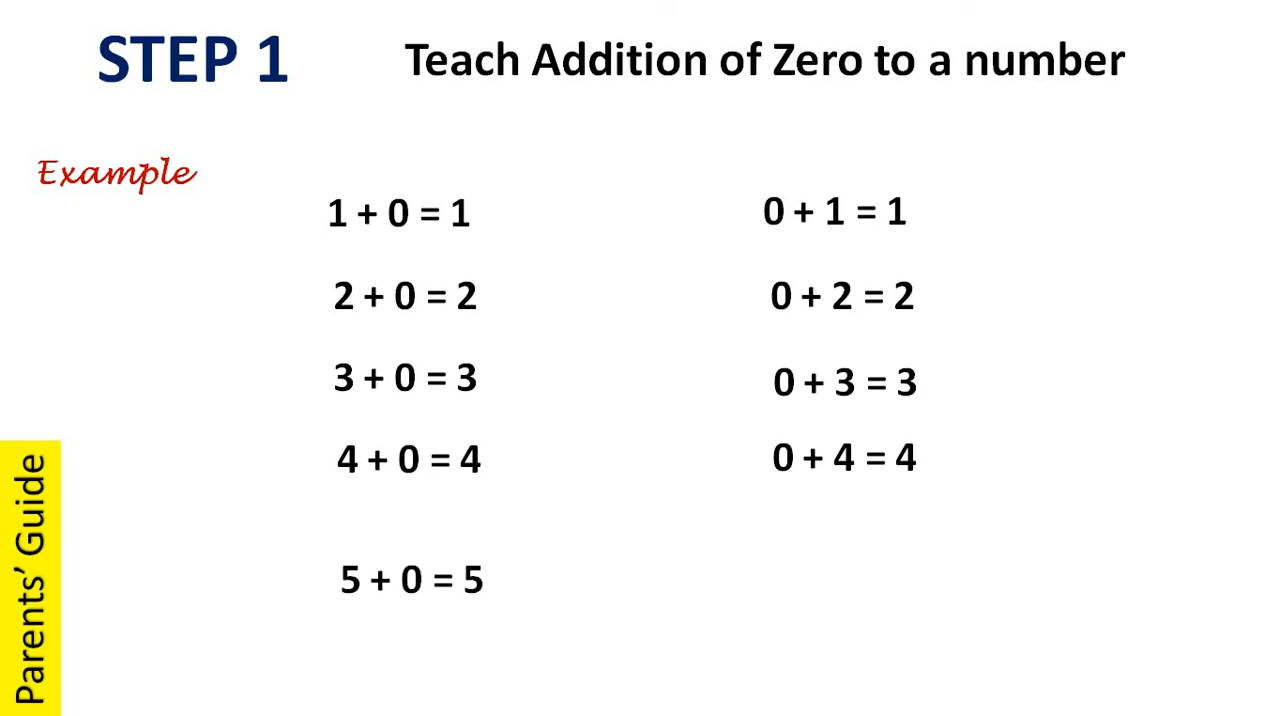 STEP 1 Teach Addition of Zero to a number
Example
1 + 0 = 1 0 + 1 = 1
2 + 0 = 2 0 + 2 = 2
3 + 0 = 3 0 + 3 = 3
4 + 0 = 4 0 + 4 = 4
5 + 0 = 5
Parents’ Guide